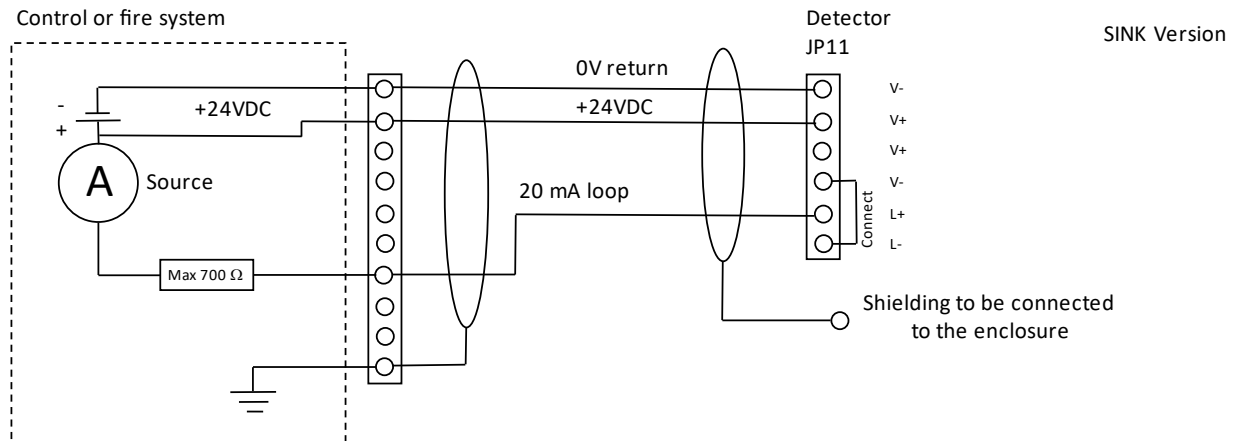 Control or fire system
Detector
JP11
SINK Version
0V return
-
+24VDC
+24VDC
+
A
Source
20 mA loop
Max 700 Ω
V-
V+
V+
V-
L+
L-
Connect
Shielding to be connected
to the enclosure